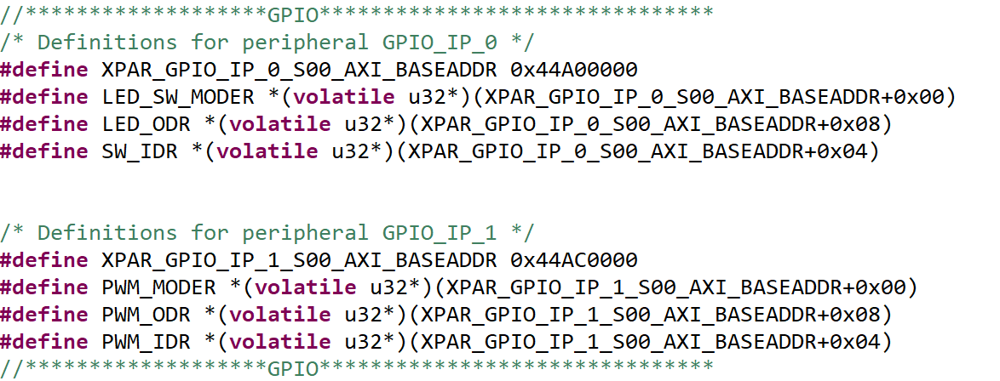 //*******************GPIO*******************************
/* Definitions for peripheral GPIO_IP_0 */
#define XPAR_GPIO_IP_0_S00_AXI_BASEADDR 0x44A00000
#define LED_SW_MODER *(volatile u32*)(XPAR_GPIO_IP_0_S00_AXI_BASEADDR+0x00)
#define LED_ODR *(volatile u32*)(XPAR_GPIO_IP_0_S00_AXI_BASEADDR+0x08)
#define SW_IDR *(volatile u32*)(XPAR_GPIO_IP_0_S00_AXI_BASEADDR+0x04)
/* Definitions for peripheral GPIO_IP_1 */
#define XPAR_GPIO_IP_1_S00_AXI_BASEADDR 0x44AC0000
#define PWM_MODER *(volatile u32*)(XPAR_GPIO_IP_1_S00_AXI_BASEADDR+0x00)
#define PWM_ODR *(volatile u32*)(XPAR_GPIO_IP_1_S00_AXI_BASEADDR+0x08)
#define PWM_IDR *(volatile u32*)(XPAR_GPIO_IP_1_S00_AXI_BASEADDR+0x04)
//*******************GPIO*******************************